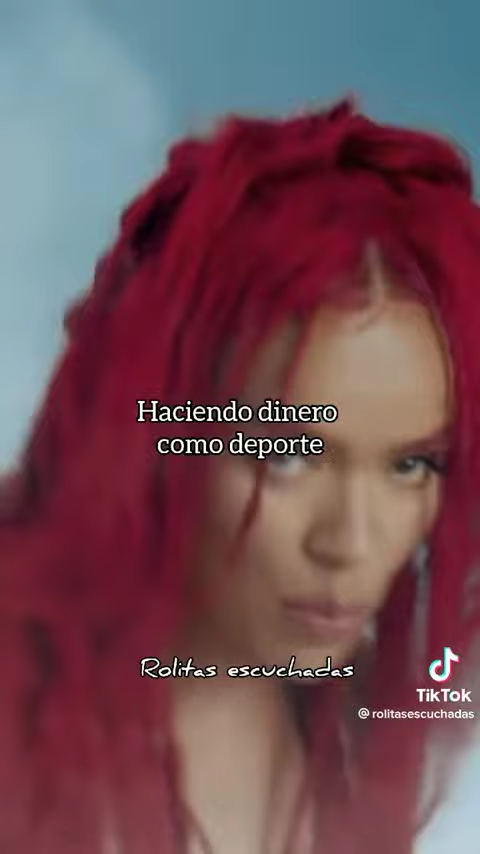 Haciendo dinero
como deporte
Rolitas escuchadas
TikTok
@rolitasescuchadas